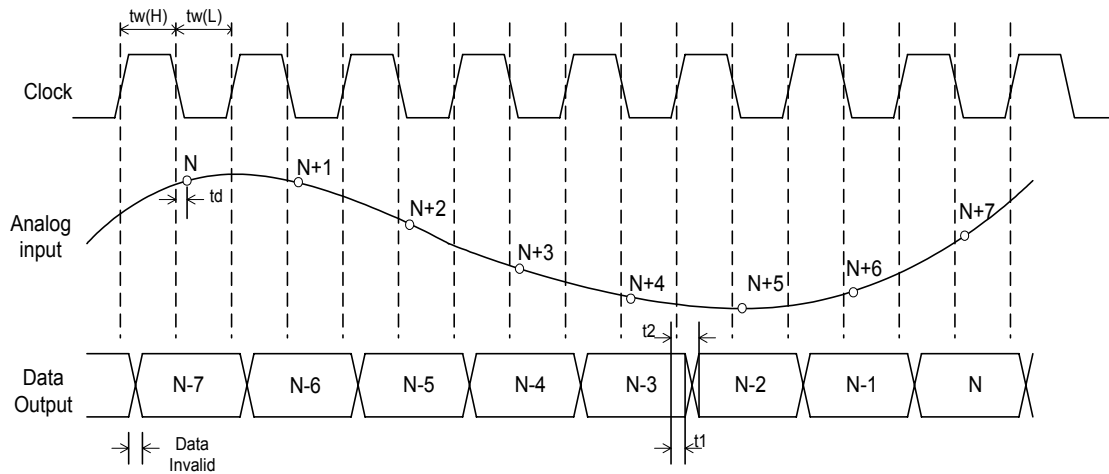 tw(H) tw(L)
Clock
N N+1 N+2 N+3 N+4 N+5 N+6 N+7
td
Analog
input
t2
Data
Output
N-7 N-6 N-5 N-4 N-3 N-2 N-1 N
t1
Data
Invalid